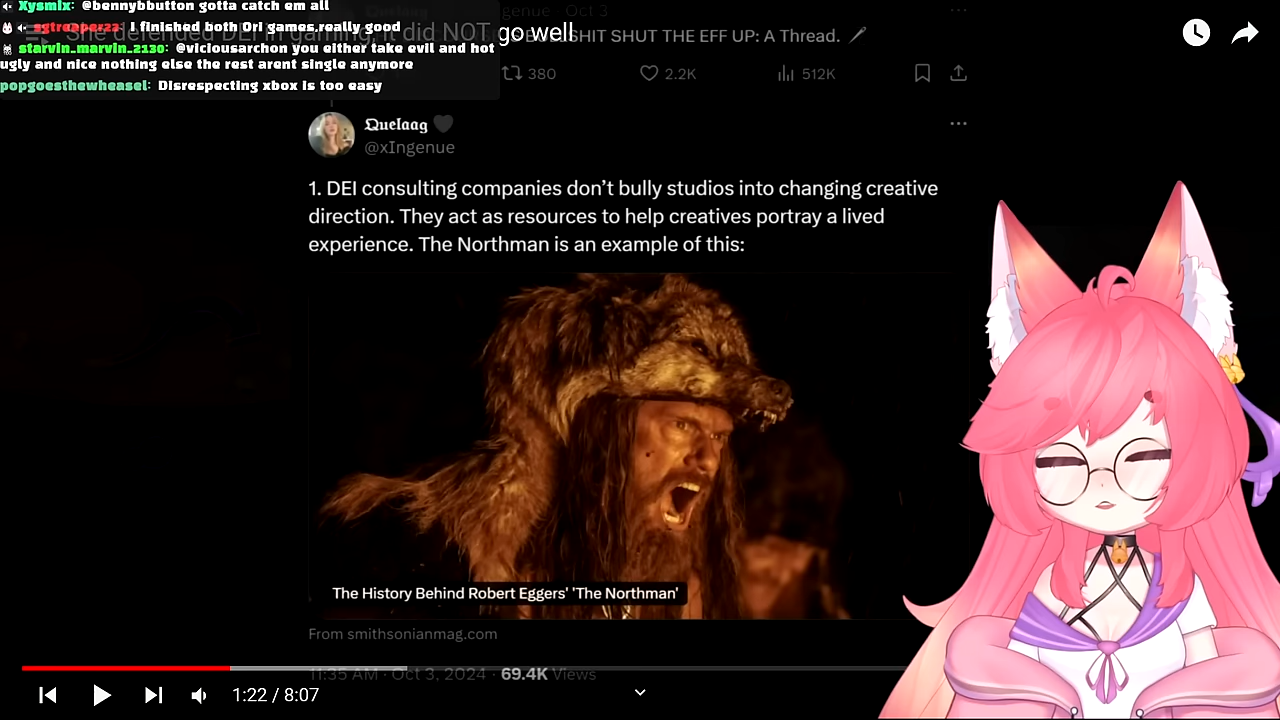 Xysmix: @bennybbutton gotta catch em all
sgtreaper23: I finished both Ori games,really good
starvin_marvin_2130: @viciousarchon you either take evil and hot
ugly and nice nothing else the rest arent single anymore
popgoesthewheasel: Disrespecting xbox is too easy
She defended DEI in gaming, it did NOT go well
Oct 3
SHUT THE EFF UP: A Thread.
380
2.2K
512K
Quelaag
@xIngenue
1. DEI consulting companies don’t bully studios into changing creative
direction. They act as resources to help creatives portray a lived
experience. The Northman is an example of this:
The History Behind Robert Eggers' 'The Northman'
From smithsonianmag.com
11:35 AM · Oct 3, 2024 · 69.4K Views
1:22 / 8:07